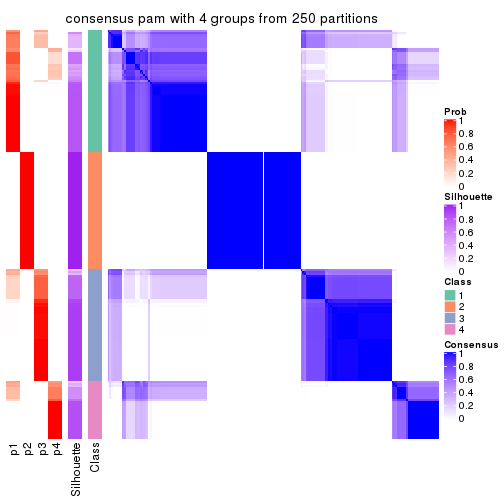 consensus pam with 4 groups from 250 partitions
Prob
1
0.8
0.6
0.4
0.2
0
Silhouette
1
0.8
0.6
0.4
0.2
0
Class
1
2
3
4
Consensus
1
0.8
0.6
0.4
0.2
0
p1
p2
p3
p4
Silhouette
Class